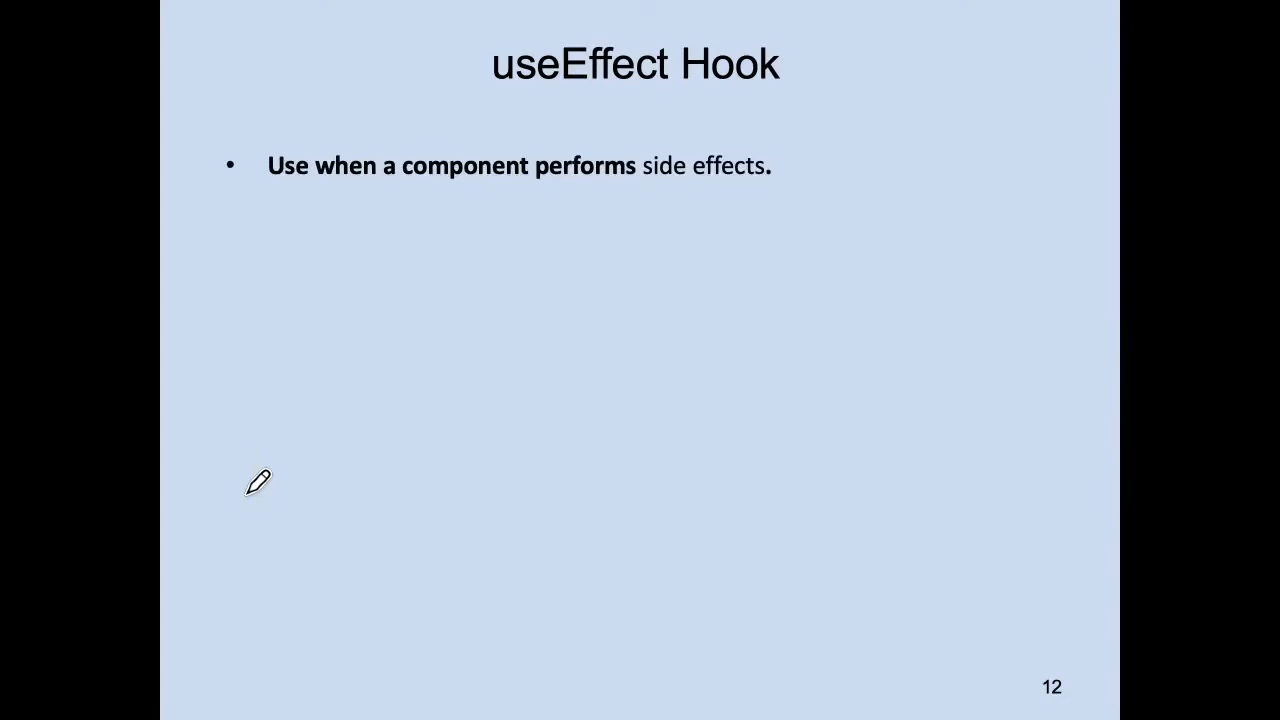 useEffect Hook
• Use when a component performs side effects.
12